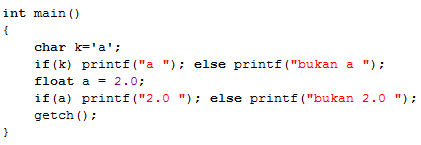 int main()
{
char k='a';
if(k) printf("a "); else printf("bukan a ");
float a = 2.0;
if(a) printf("2.0 "); else printf("bukan 2.0 ");
getch();
}